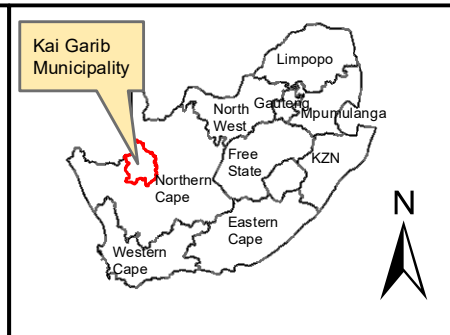 Kai Garib
Municipality
Limpopo
North
West
Gauteng
Mpumulanga
Free
State
KZN
Northern
Cape
Eastern
Cape
Western
Cape
N